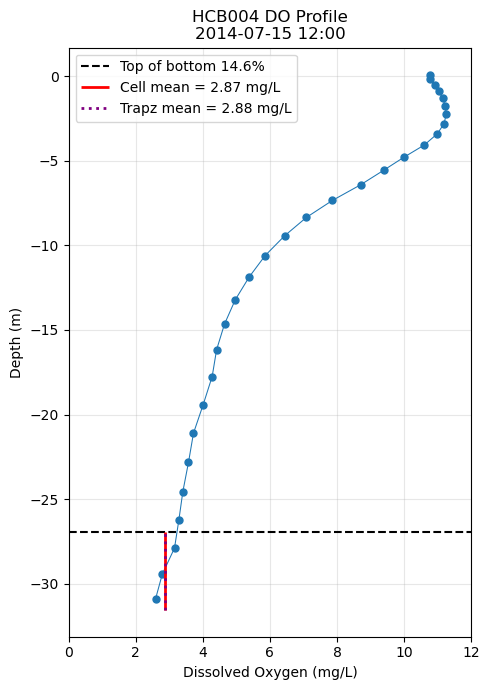 HCB004 DO Profile
2014-07-15 12:00
Top of bottom 14.6%
Cell mean = 2.87 mg/L
Trapz mean = 2.88 mg/L
0
−5
−10
−15
−20
−25
−30
Depth (m)
0 2 4 6 8 10 12
Dissolved Oxygen (mg/L)